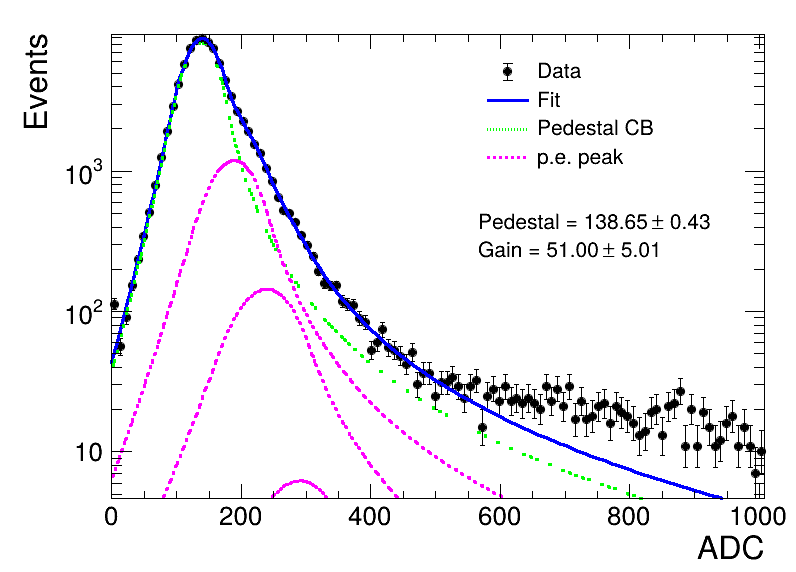 Events
Data
Fit
Pedestal CB
p.e. peak
Pedestal = 138.65 ± 0.43
Gain = 51.00 ± 5.01
10³
10²
10
0 200 400 600 800 1000
ADC